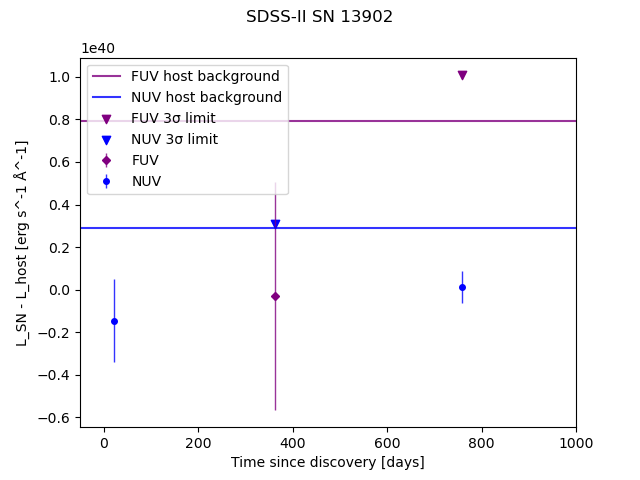 SDSS-II SN 13902
1e40
FUV host background
NUV host background
FUV 3σ limit
NUV 3σ limit
FUV
NUV
1.0
0.8
0.6
0.4
0.2
0.0
−0.2
−0.4
−0.6
L_SN - L_host [erg s^-1 Å^-1]
0 200 400 600 800 1000
Time since discovery [days]